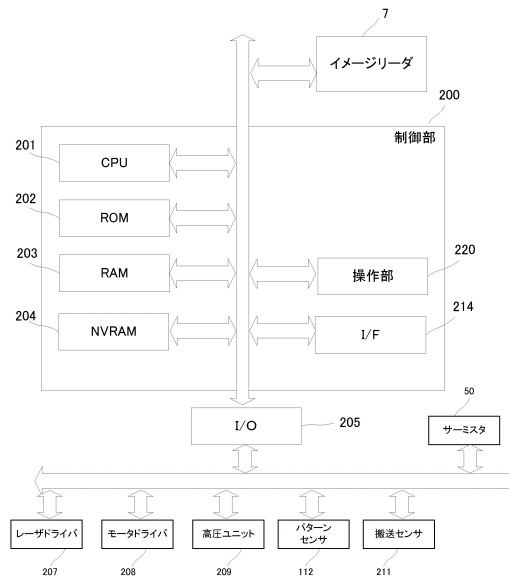 7
イメージリーダ
200
制御部
201
CPU
202
ROM
203
RAM
220
操作部
204
NVRAM
214
I/F
I/O
205
50
サーミスタ
レーザドライバ
モータドライバ
高圧ユニット
パターン
センサ
搬送センサ
207
208
209
112
211